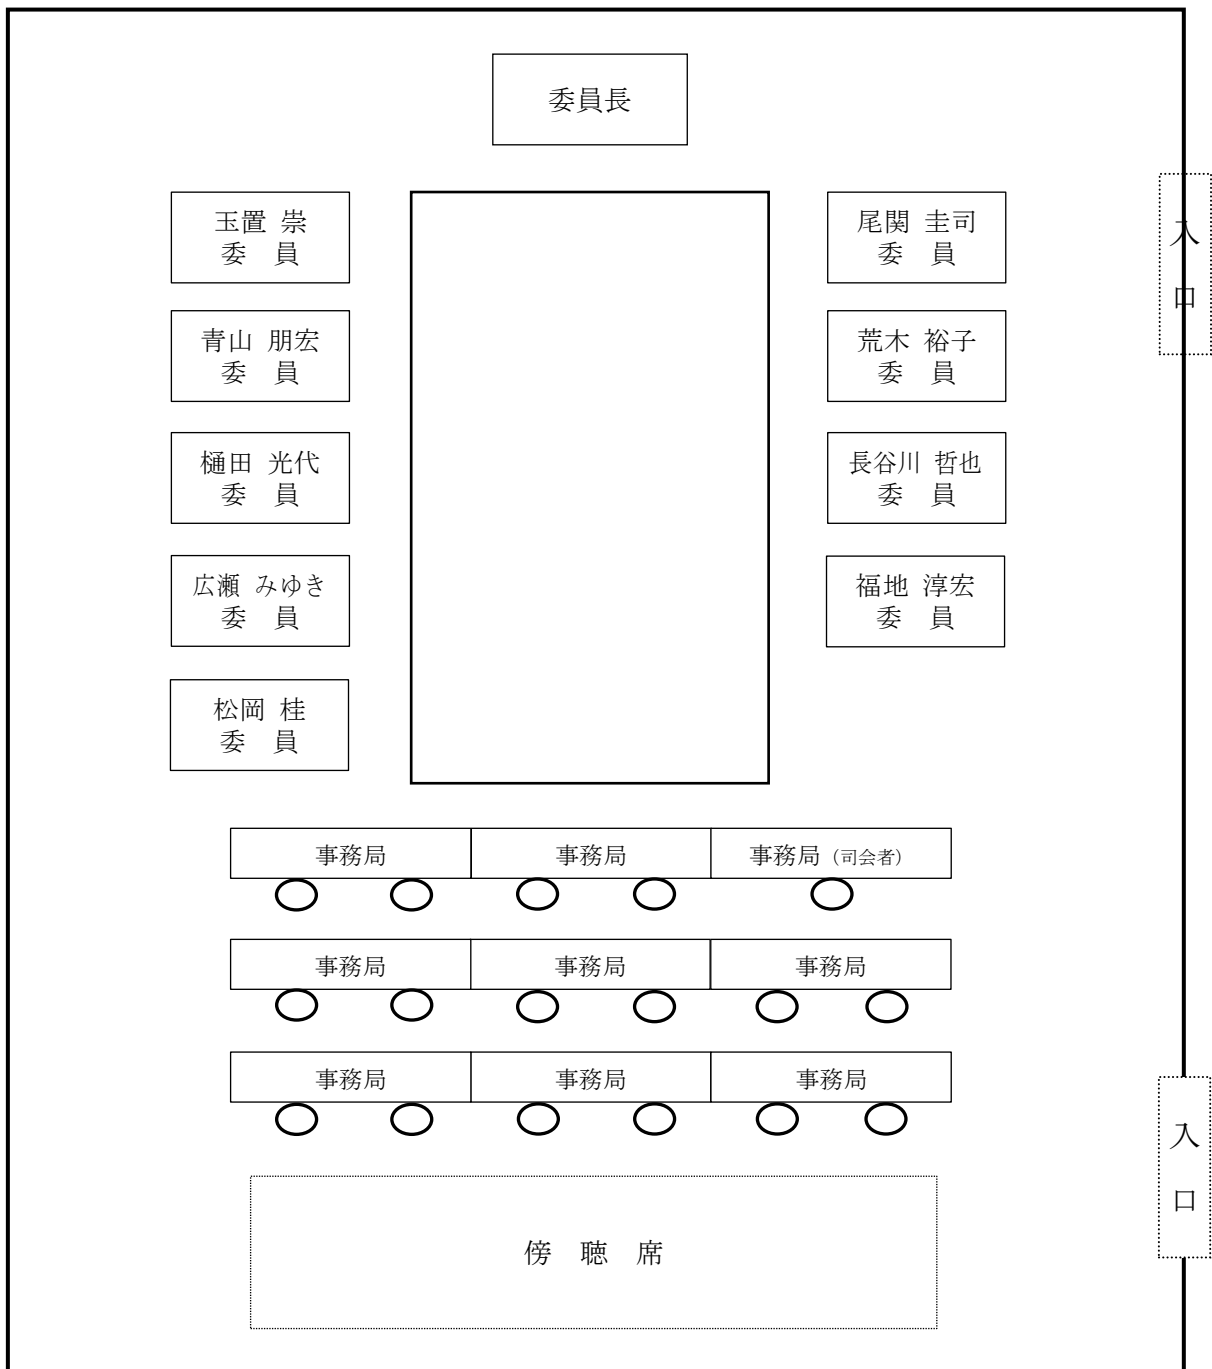 委員長
玉置 崇
委 員
尾関 圭司
委 員
入口
青山 朋宏
委 員
荒木 裕子
委 員
樋田 光代
委 員
長谷川 哲也
委 員
広瀬 みゆき
委 員
福地 淳宏
委 員
松岡 桂
委 員
事務局
事務局
事務局（司会者）
事務局
事務局
事務局
事務局
事務局
事務局
入口
傍 聴 席